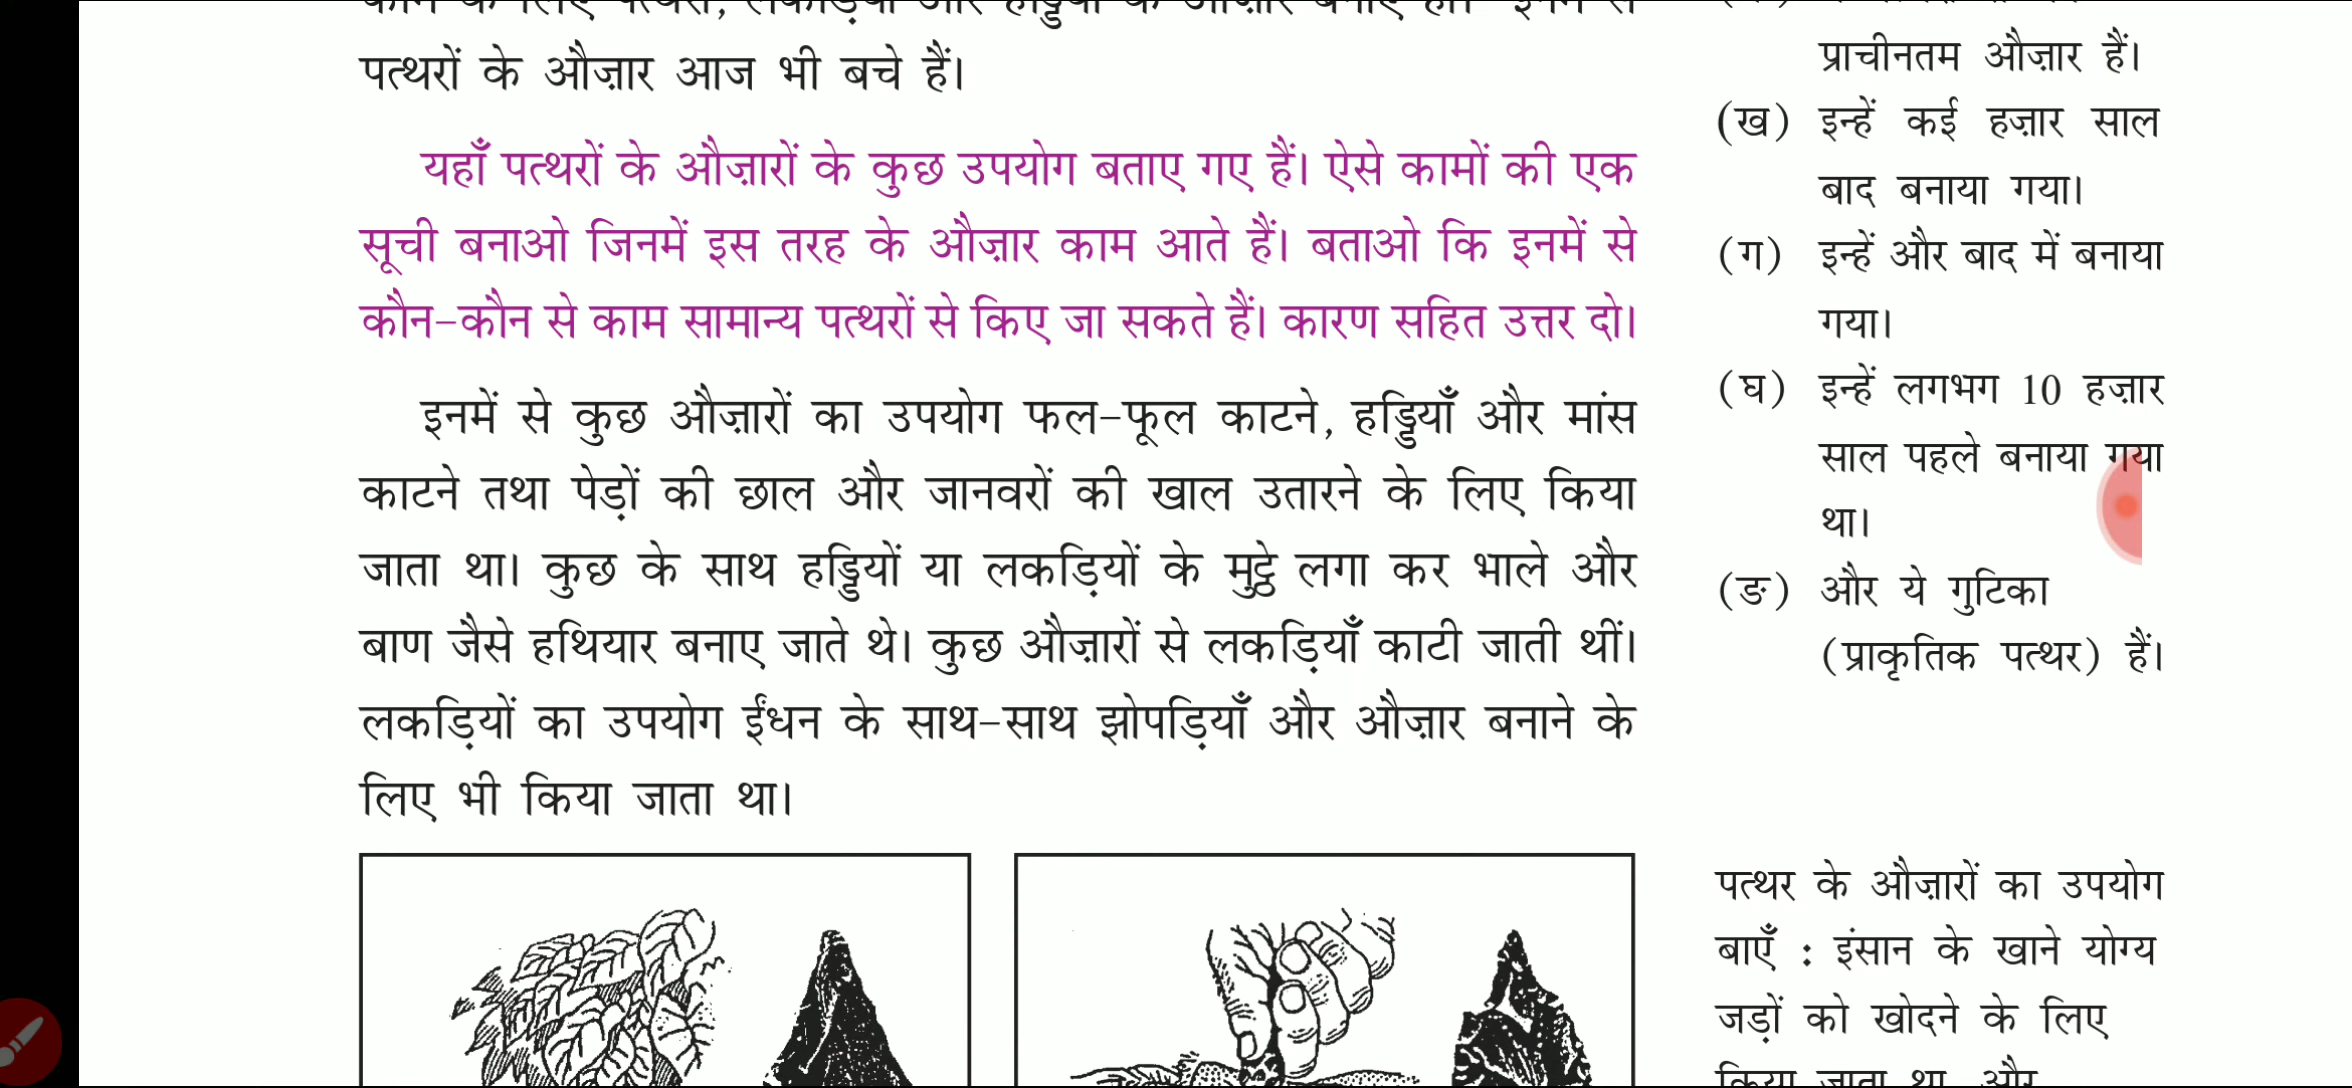 पत्थरों के औज़ार आज भी बचे हैं।
यहाँ पत्थरों के औज़ारों के कुछ उपयोग बताए गए हैं। ऐसे कामों की एक
सूची बनाओ जिनमें इस तरह के औज़ार काम आते हैं। बताओ कि इनमें से
कौन-कौन से काम सामान्य पत्थरों से किए जा सकते हैं। कारण सहित उत्तर दो।
इनमें से कुछ औज़ारों का उपयोग फल-फूल काटने, हड्डियाँ और मांस
काटने तथा पेड़ों की छाल और जानवरों की खाल उतारने के लिए किया
जाता था। कुछ के साथ हड्डियों या लकड़ियों के मुट्ठे लगा कर भाले और
बाण जैसे हथियार बनाए जाते थे। कुछ औज़ारों से लकड़ियाँ काटी जाती थीं।
लकड़ियों का उपयोग ईंधन के साथ-साथ झोपड़ियाँ और औज़ार बनाने के
लिए भी किया जाता था।
प्राचीनतम औज़ार हैं।
(ख) इन्हें कई हज़ार साल
बाद बनाया गया।
(ग) इन्हें और बाद में बनाया
गया।
(घ) इन्हें लगभग 10 हज़ार
साल पहले बनाया गया
था।
(ङ) और ये गुटिका
(प्राकृतिक पत्थर) हैं।
पत्थर के औज़ारों का उपयोग
बाएँ : इंसान के खाने योग्य
जड़ों को खोदने के लिए
किया जाता था और